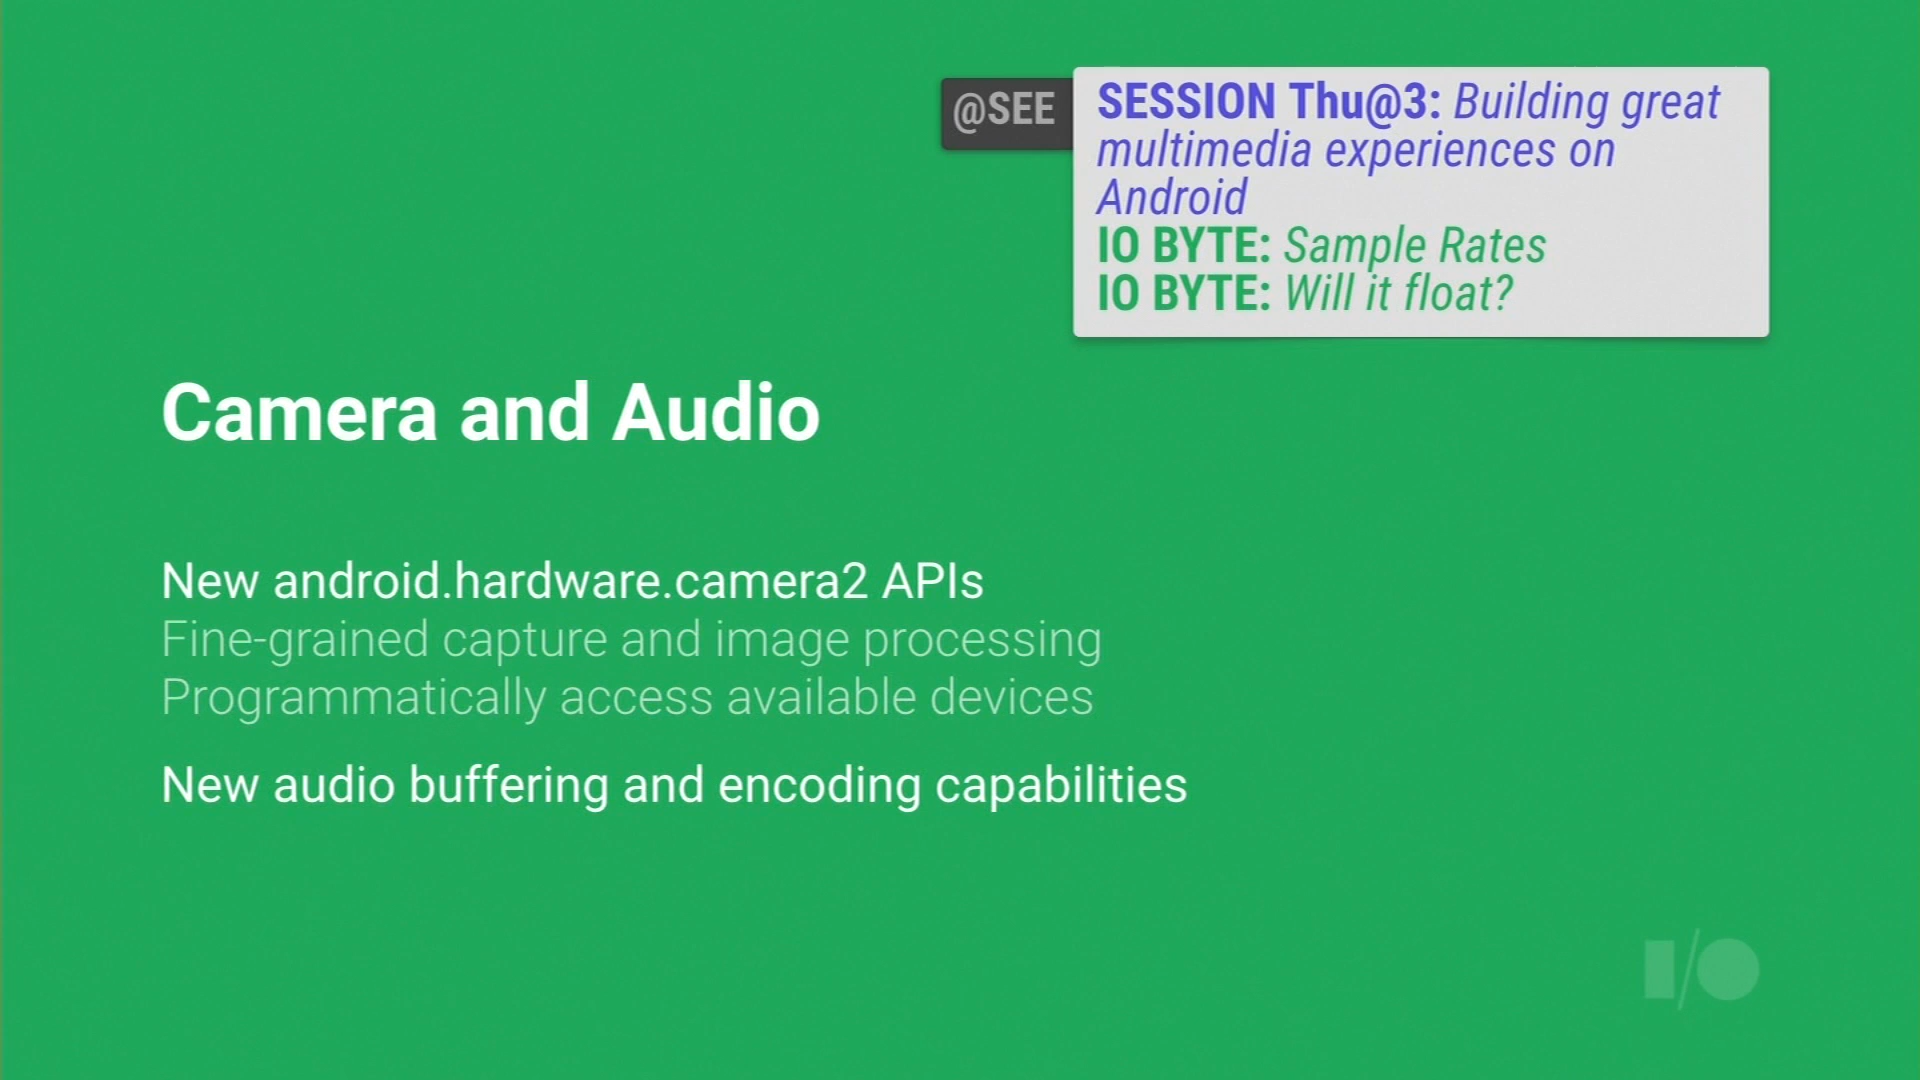 @SEE
SESSION Thu@3: Building great
multimedia experiences on
Android
IO BYTE: Sample Rates
IO BYTE: Will it float?
Camera and Audio
New android.hardware.camera2 APIs
Fine-grained capture and image processing
Programmatically access available devices
New audio buffering and encoding capabilities
I/O